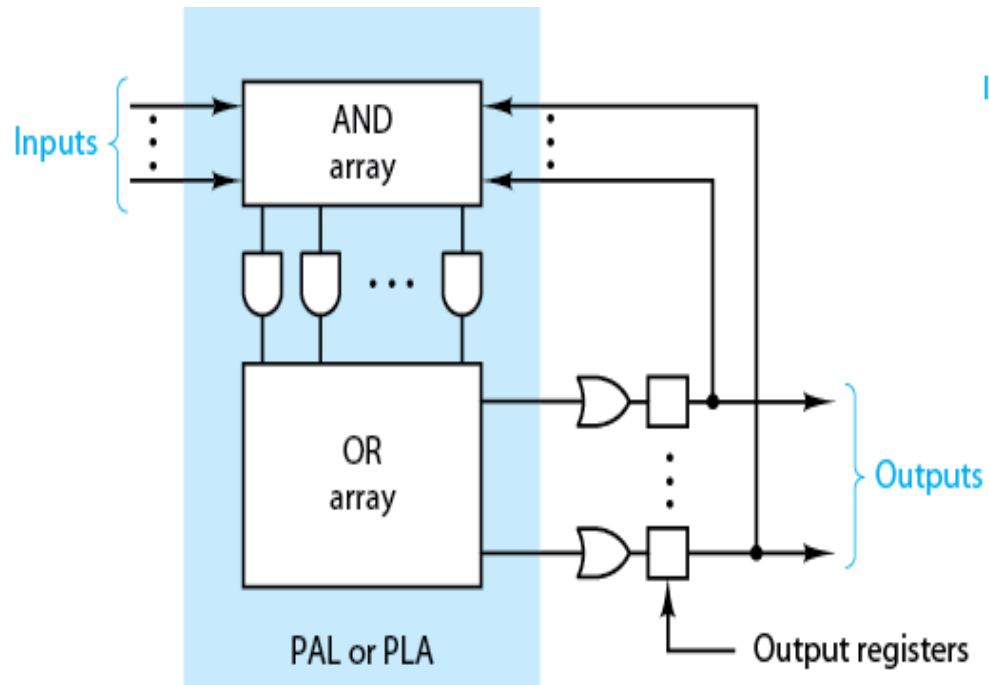 Inputs
AND
array
OR
array
PAL or PLA
Outputs
Output registers